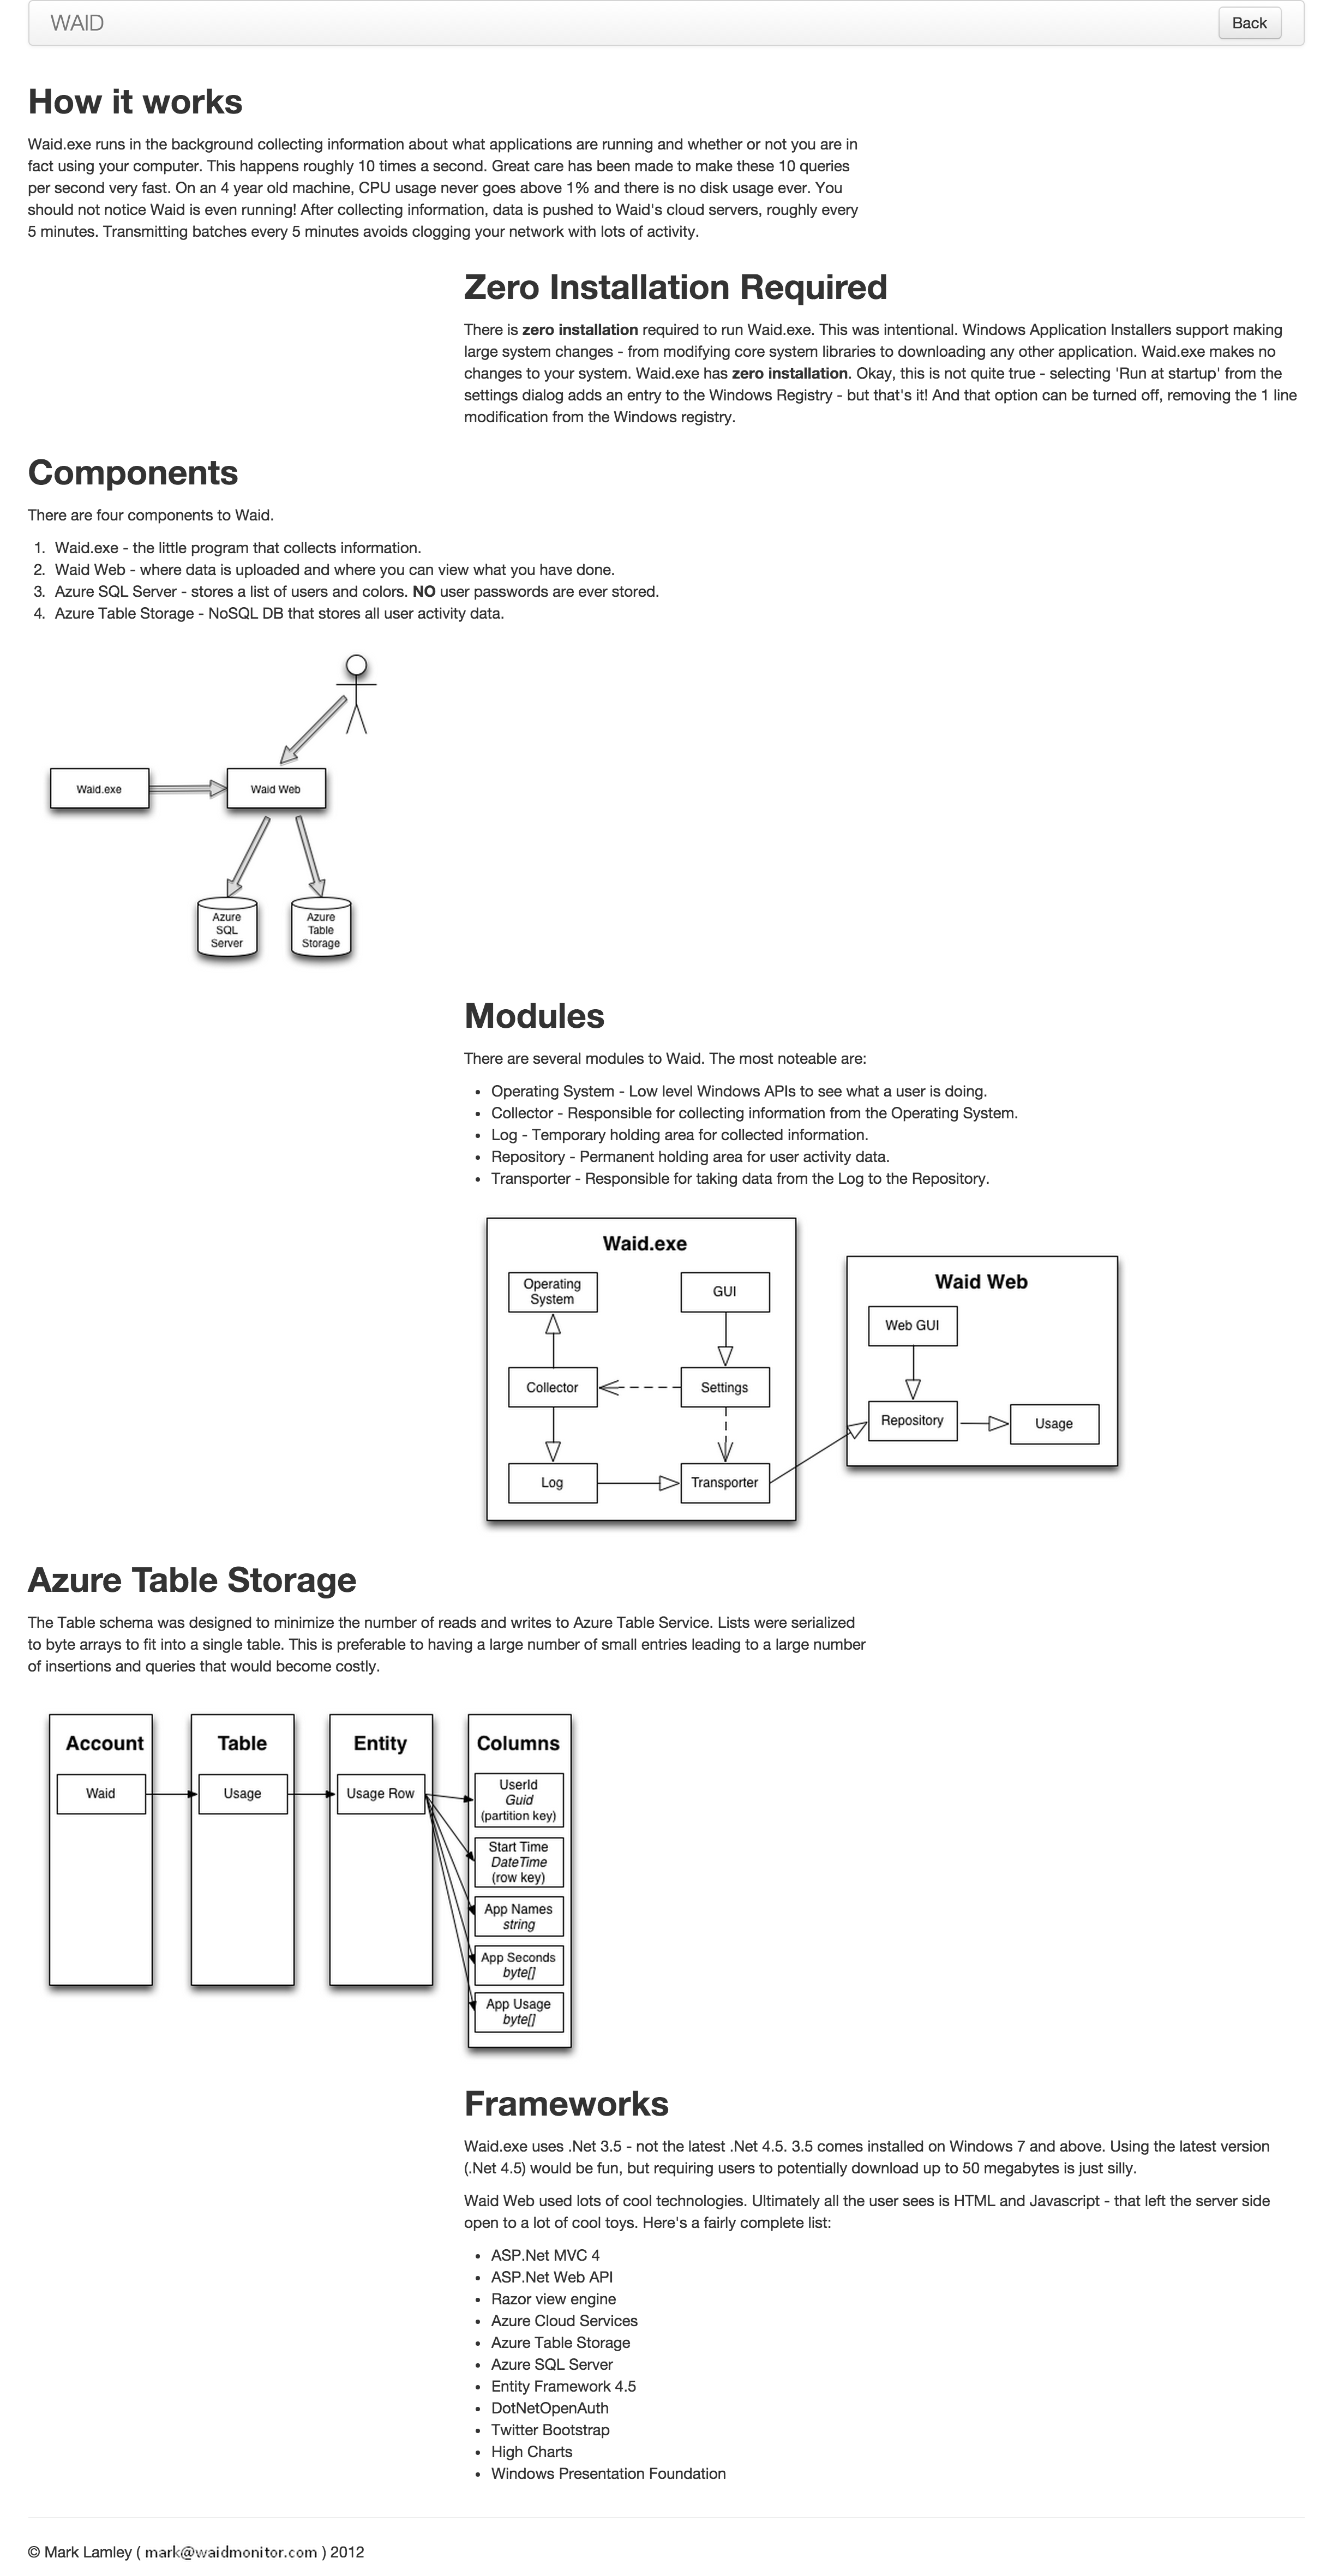 WAID
Back
How it works
Waid.exe runs in the background collecting information about what applications are running and whether or not you are in
fact using your computer. This happens roughly 10 times a second. Great care has been made to make these 10 queries
per second very fast. On an 4 year old machine, CPU usage never goes above 1% and there is no disk usage ever. You
should not notice Waid is even running! After collecting information, data is pushed to Waid's cloud servers, roughly every
5 minutes. Transmitting batches every 5 minutes avoids clogging your network with lots of activity.
Zero Installation Required
There is zero installation required to run Waid.exe. This was intentional. Windows Application Installers support making
large system changes - from modifying core system libraries to downloading any other application. Waid.exe makes no
changes to your system. Waid.exe has zero installation. Okay, this is not quite true - selecting 'Run at startup' from the
settings dialog adds an entry to the Windows Registry - but that's it! And that option can be turned off, removing the 1 line
modification from the Windows registry.
Components
There are four components to Waid.
1. Waid.exe - the little program that collects information.
2. Waid Web - where data is uploaded and where you can view what you have done.
3. Azure SQL Server - stores a list of users and colors. NO user passwords are ever stored.
4. Azure Table Storage - NoSQL DB that stores all user activity data.
Waid.exe
Waid Web
Azure
SQL
Server
Azure
Table
Storage
Modules
There are several modules to Waid. The most noteable are:
• Operating System - Low level Windows APIs to see what a user is doing.
• Collector - Responsible for collecting information from the Operating System.
• Log - Temporary holding area for collected information.
• Repository - Permanent holding area for user activity data.
• Transporter - Responsible for taking data from the Log to the Repository.
Waid.exe
Operating
System
GUI
Collector
Settings
Log
Transporter
Waid Web
Web GUI
Repository
Usage
Azure Table Storage
The Table schema was designed to minimize the number of reads and writes to Azure Table Service. Lists were serialized
to byte arrays to fit into a single table. This is preferable to having a large number of small entries leading to a large number
of insertions and queries that would become costly.
Account
Waid
Table
Usage
Entity
Usage Row
Columns
UserId
Guid
(partition key)
Start Time
DateTime
(row key)
App Names
string
App Seconds
byte[]
App Usage
byte[]
Frameworks
Waid.exe uses .Net 3.5 - not the latest .Net 4.5. 3.5 comes installed on Windows 7 and above. Using the latest version
(.Net 4.5) would be fun, but requiring users to potentially download up to 50 megabytes is just silly.
Waid Web used lots of cool technologies. Ultimately all the user sees is HTML and Javascript - that left the server side
open to a lot of cool toys. Here's a fairly complete list:
• ASP.Net MVC 4
• ASP.Net Web API
• Razor view engine
• Azure Cloud Services
• Azure Table Storage
• Azure SQL Server
• Entity Framework 4.5
• DotNetOpenAuth
• Twitter Bootstrap
• High Charts
• Windows Presentation Foundation
© Mark Lamley ( mark@waidmonitor.com ) 2012